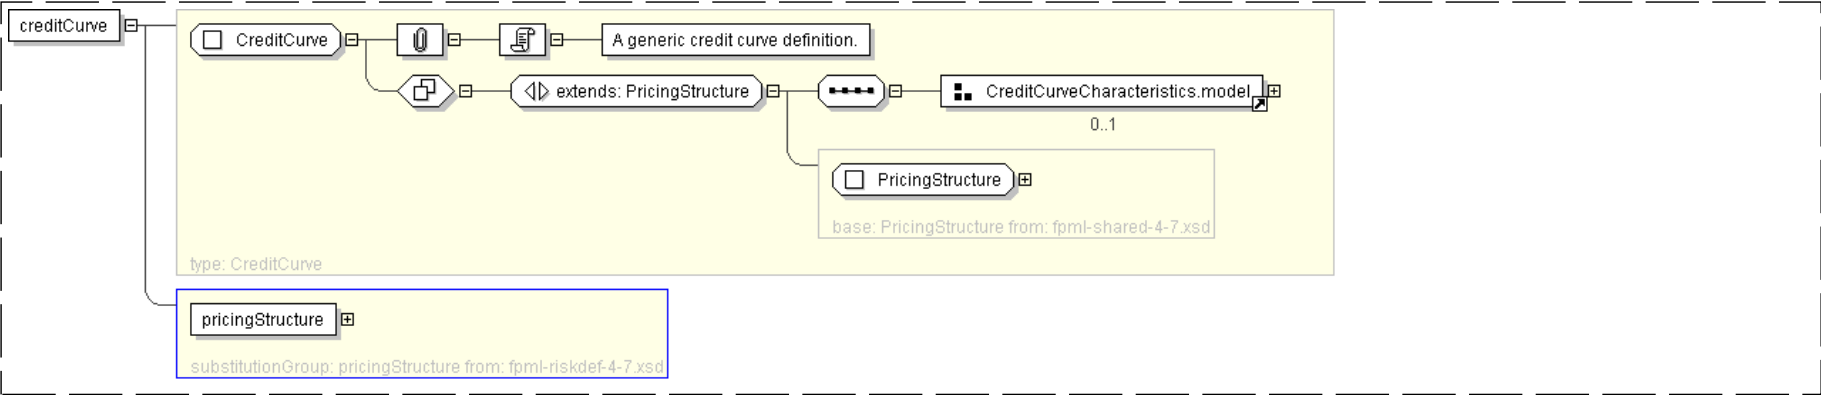 creditCurve
CreditCurve
A generic credit curve definition.
extends: PricingStructure
CreditCurveCharacteristics.model
0..1
PricingStructure
base: PricingStructure from: fpml-shared-4-7.xsd
type: CreditCurve
pricingStructure
substitutionGroup: pricingStructure from: fpml-riskdef-4-7.xsd